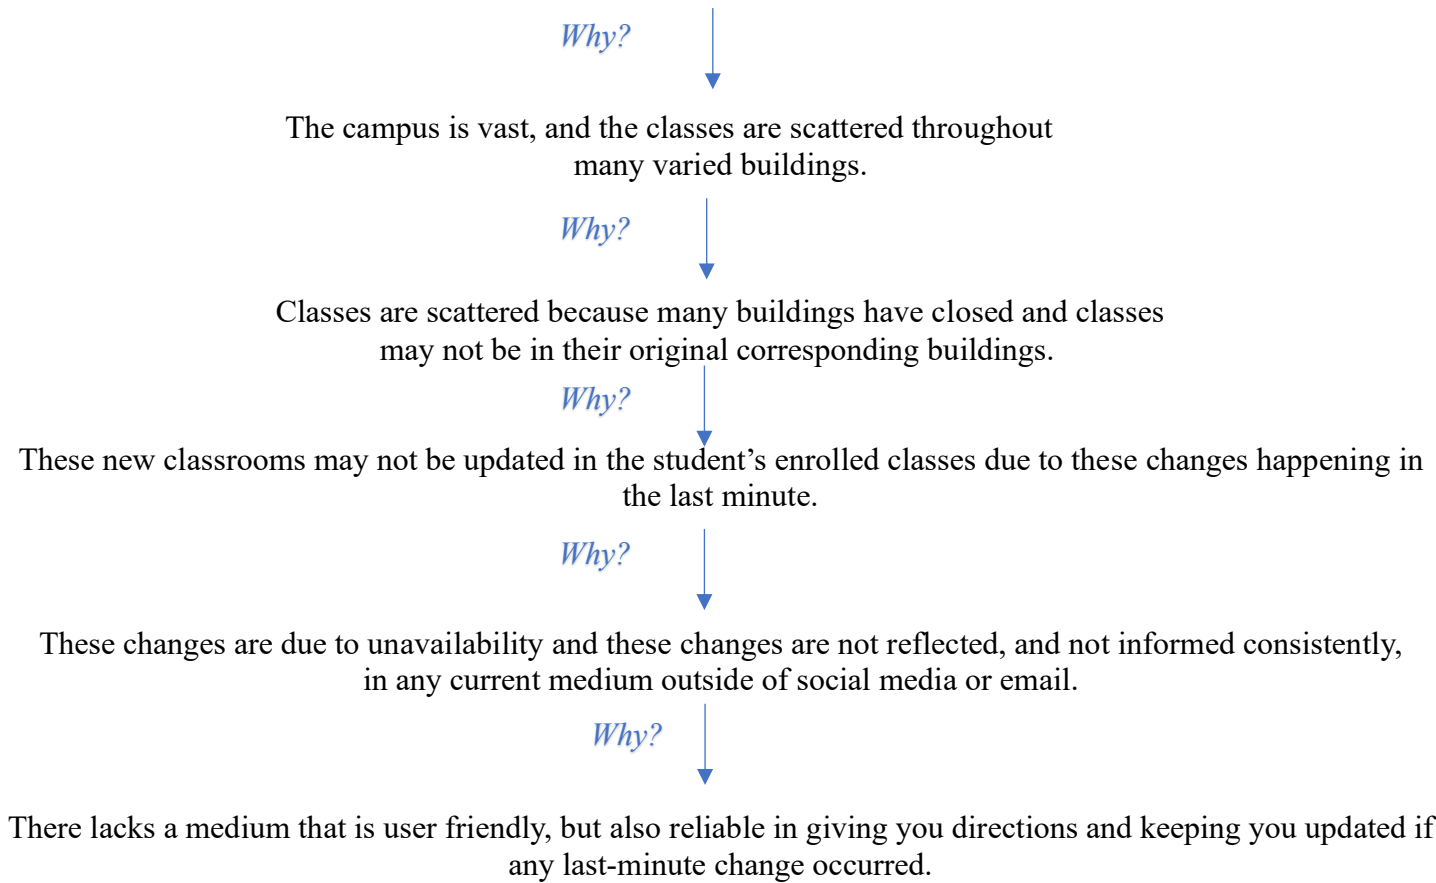 Why?
The campus is vast, and the classes are scattered throughout
many varied buildings.
Why?
Classes are scattered because many buildings have closed and classes
may not be in their original corresponding buildings.
Why?
These new classrooms may not be updated in the student’s enrolled classes due to these changes happening in
the last minute.
Why?
These changes are due to unavailability and these changes are not reflected, and not informed consistently,
in any current medium outside of social media or email.
Why?
There lacks a medium that is user friendly, but also reliable in giving you directions and keeping you updated if
any last-minute change occurred.